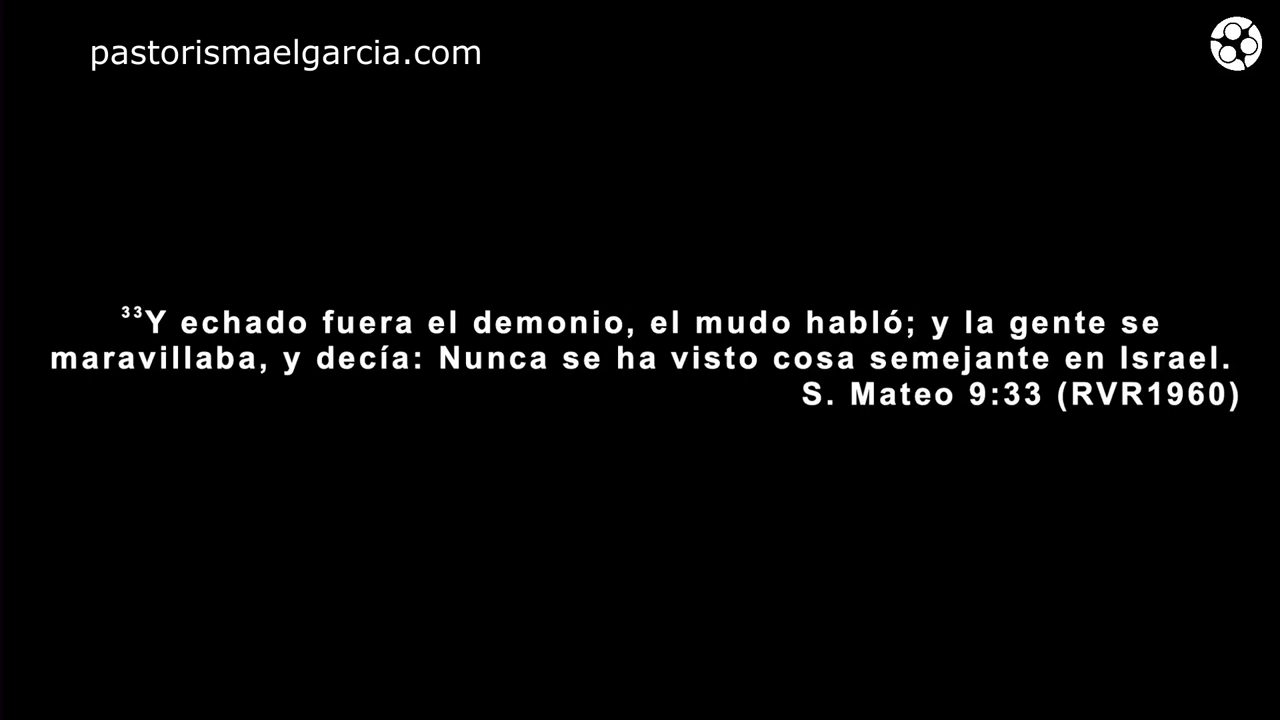 pastorismaelgarcia.com
³³Y echado fuera el demonio, el mudo habló; y la gente se
maravillaba, y decía: Nunca se ha visto cosa semejante en Israel.
S. Mateo 9:33 (RVR1960)